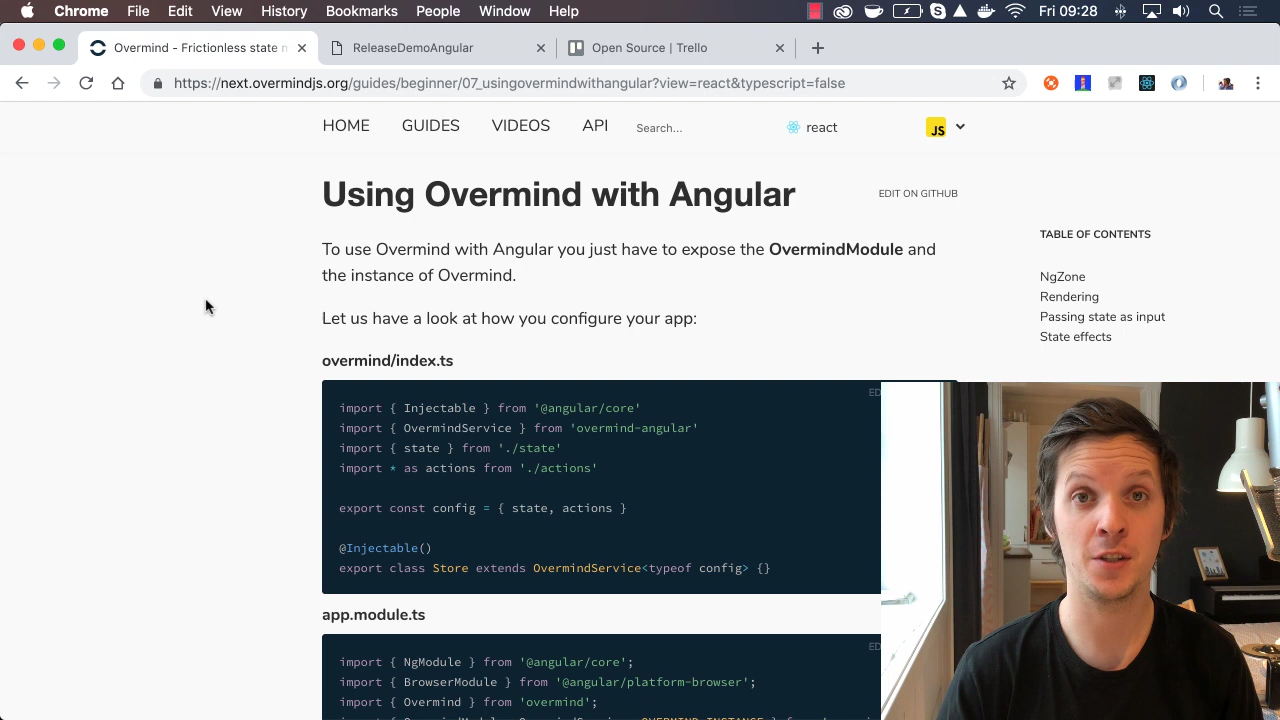 Chrome File Edit View History Bookmarks People Window Help Fri 09:28
Overmind - Frictionless state n ReleaseDemoAngular Open Source | Trello
https://next.overmindjs.org/guides/beginner/07_usingovermindwithangular?view=react&typescript=false
HOME GUIDES VIDEOS API Search... react JS
Using Overmind with Angular
EDIT ON GITHUB
To use Overmind with Angular you just have to expose the OvermindModule and
the instance of Overmind.
Let us have a look at how you configure your app:
overmind/index.ts
ED
import { Injectable } from '@angular/core'
import { OvermindService } from 'overmind-angular'
import { state } from './state'
import * as actions from './actions'
export const config = { state, actions }
@Injectable()
export class Store extends OvermindService<typeof config> {}
app.module.ts
ED
import { NgModule } from '@angular/core';
import { BrowserModule } from '@angular/platform-browser';
import { Overmind } from 'overmind';
TABLE OF CONTENTS
NgZone
Rendering
Passing state as input
State effects